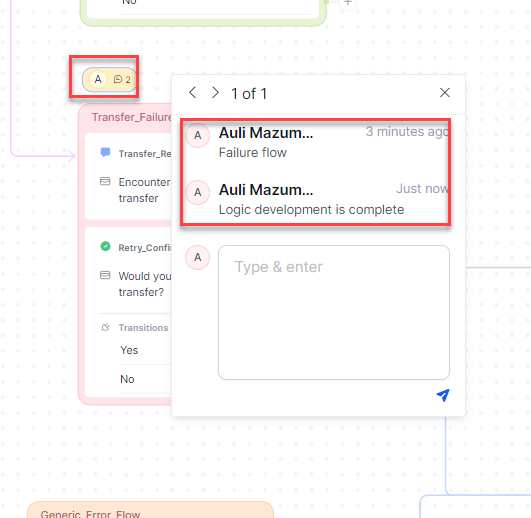 No
A 2
1 of 1
Transfer_Failure
A
Auli Mazum...
3 minutes ago
Failure flow
Transfer_Re
Encounter
transfer
A
Auli Mazum...
Just now
Logic development is complete
Retry_Confir
Would you
transfer?
Transitions
Yes
No
A
Type & enter
Generic_Error_Flow